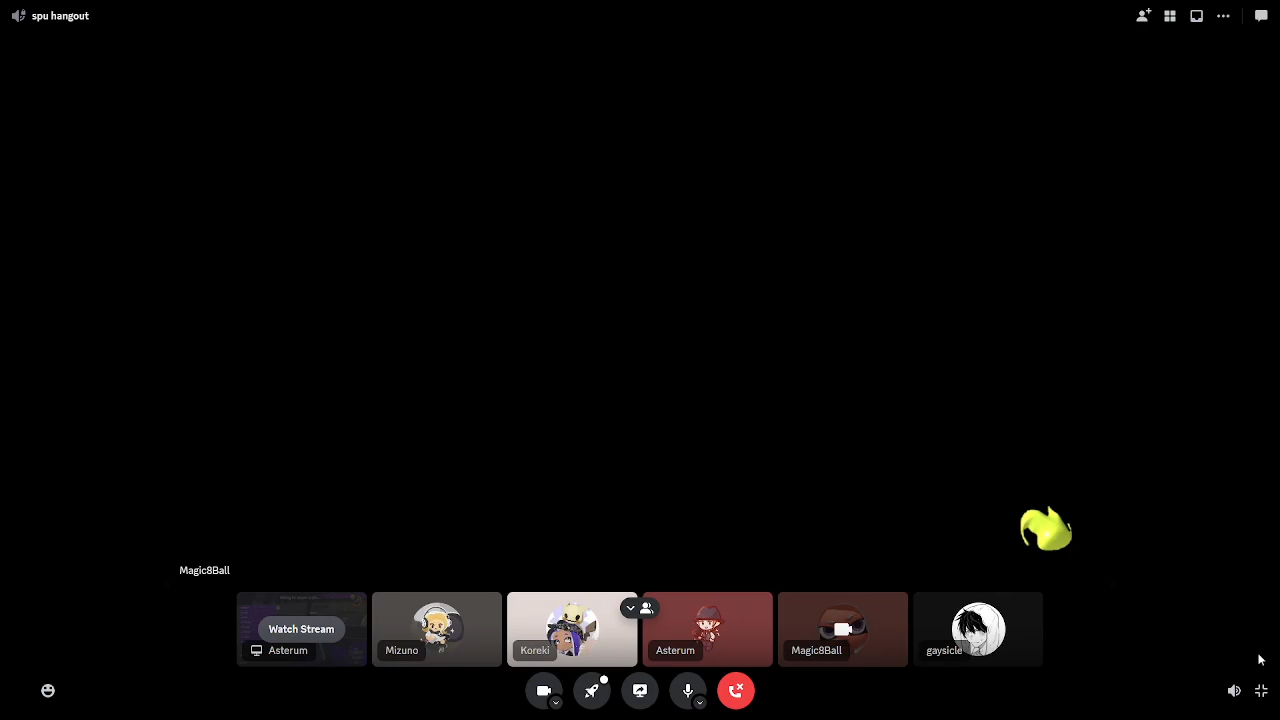 spu hangout
Magic8Ball
Watch Stream
Asterum
Mizuno
Koreki
Asterum
Magic8Ball
gaysicle